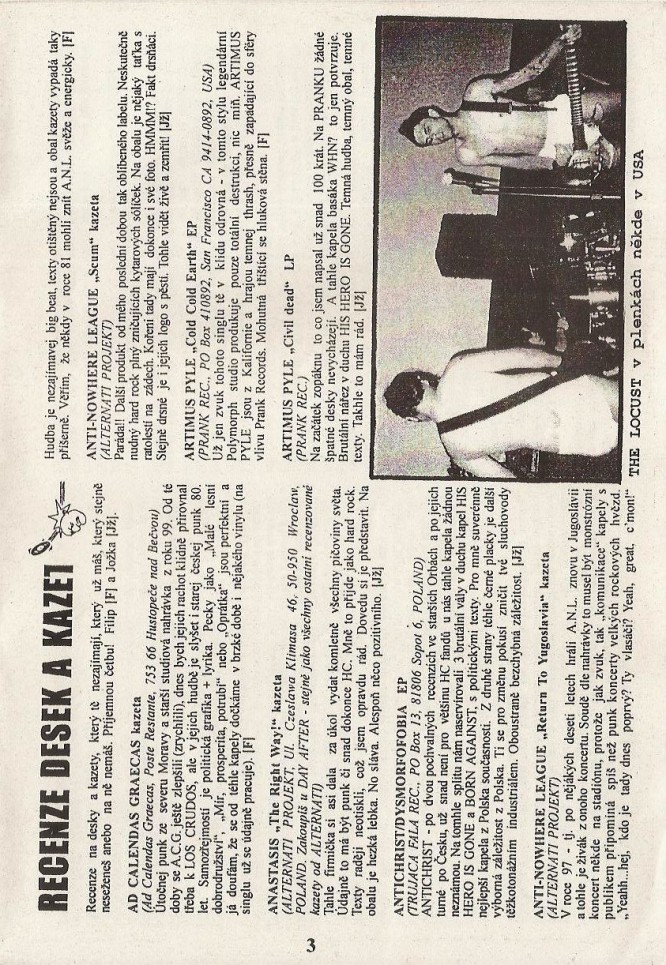 RECENZE DESEK A KAZET
Recenze na desky a kazety, který tě nezajímají, který už máš, který stejně
neseženeš anebo na ně nemáš. Příjemnou četbu! Filip [F] a Jožka [Jž].
AD CALENDAS GRAECAS kazeta
(Ad Calendas Graecas, Poste Restante, 753 66 Hustopeče nad Bečvou)
Útočnej punk ze severu Moravy a starší studiová nahrávka z roku 99. Od té
doby se A.C.G. ještě zlepšili (zrychlili), dnes bych jejich rachot klidně přirovnal
třeba k LOS CRUDOS, ale v jejich hudbě je slyšet i starej českej punk 80.
let. Samozřejmostí je politická grafika + lyrika. Pecky jako „Malé lesní
dobrodružství", „Mír, prosperita, potrubí" nebo „Oprátka" jsou perfektní a
já doufám, že se od téhle kapely dočkáme v brzké době i nějakého vinylu (na
singlu už se údajně pracuje). [F]
ANASTASIS „The Right Way!" kazeta
(ALTERNATI PROJEKT, Ul. Czeslawa Klimasa 46, 50-950 Wroclaw,
POLAND. Zakoupíš u DAY AFTER - stejně jako všechny ostatní recenzované
kazety od ALTERNATI)
Tahle firmička si asi dala za úkol vydat komletně všechny píčoviny světa.
Údajně to má být punk či snad dokonce HC. Mně to přijde jako hard rock.
Texty raději neotiskli, což jsem opravdu rád. Dovedu si je představit. Na
obalu je hezká lebka. No sláva. Alespoň něco pozitivního. [Jž]
ANTICHRIST/DYSMORFOFOBIA EP
(TRUJACA FALA REC., PO Box 13, 81806 Sopot 6, POLAND)
ANTICHRIST - po dvou pochvalných recenzích ve starších Orbách a po jejich
turné po Česku, už snad není pro většinu HC fandů u nás tahle kapela žádnou
neznámou. Na tomhle splitu nám naservírovali 3 brutální vály v duchu kapel HIS
HERO IS GONE a BORN AGAINST, s politickými texty. Pro mně suverénně
nejlepší kapela z Polska současnosti. Z druhé strany téhle černé placky je další
výborná záležitost z Polska. Ti se pro změnu pokusí zničit tvé sluchovody
těžkotonážním industriálem. Oboustraně bezchybná záležitost. [Jž]
ANTI-NOWHERE LEAGUE „Return To Yugoslavia" kazeta
(ALTERNATI PROJEKT)
V roce 97 - tj. po nějakých deseti letech hráli A.N.L. znovu v Jugoslávii
a tohle je živák z onoho koncertu. Soudě dle nahrávky to musel být monstrózní
koncert někde na stadiónu, protože jak zvuk, tak „komunikace" kapely s
publikem připomíná spíš než punk koncerty velkých rockových hvězd.
„Yeahh...hej, kdo je tady dnes poprvý? Ty vlasáči? Yeah, great, c'mon!"
3
Hudba je nezajímavej big beat, texty otištěný nejsou a obal kazety vypadá taky
příšerně. Věřím, že někdy v roce 81 mohli znít A.N.L. svěže a energicky. [F]
ANTI-NOWHERE LEAGUE „Scum" kazeta
(ALTERNATI PROJEKT)
Paráda!! Další produkt od mého poslední dobou tak oblíbeného labelu. Neskutečně
nudný hard rock plný zničujících kytarových sólíček. Na obalu je nějaký taťka s
ratolestí na zádech. Kořeni tady mají dokonce i své foto. HMMM!? Fakt drsňáci.
Stejně drsné je i jejich logo s pěstí. Tohle vidět živě a zemřít! [Jž]
ARTIMUS PYLE „Cold Cold Earth" EP
(PRANK REC., PO Box 410892, San Francisco CA 9414-0892, USA)
Už jen zvuk tohoto singlu tě v klidu odrovná - v tomto stylu legendární
Polymorph studio produkuje pouze totální destrukci, nic míň. ARTIMUS
PYLE jsou z Kalifornie a hrajou temnej thrash, přesně zapadající do sféry
vlivu Prank Records. Mohutná tříštící se hluková stěna. [F]
ARTIMUS PYLE „Civil dead" LP
(PRANK REC.)
Na začátek zopáknu to co jsem napsal už snad 100 krát. Na PRANKU žádné
špatné desky nevycházejí. A tahle kapela basáka WHN? to jen potvrzuje.
Brutální nářez v duchu HIS HERO IS GONE. Temná hudba, temný obal, temné
texty. Takhle to mám rád. [Jž]
THE LOCUST v plenkách někde v USA